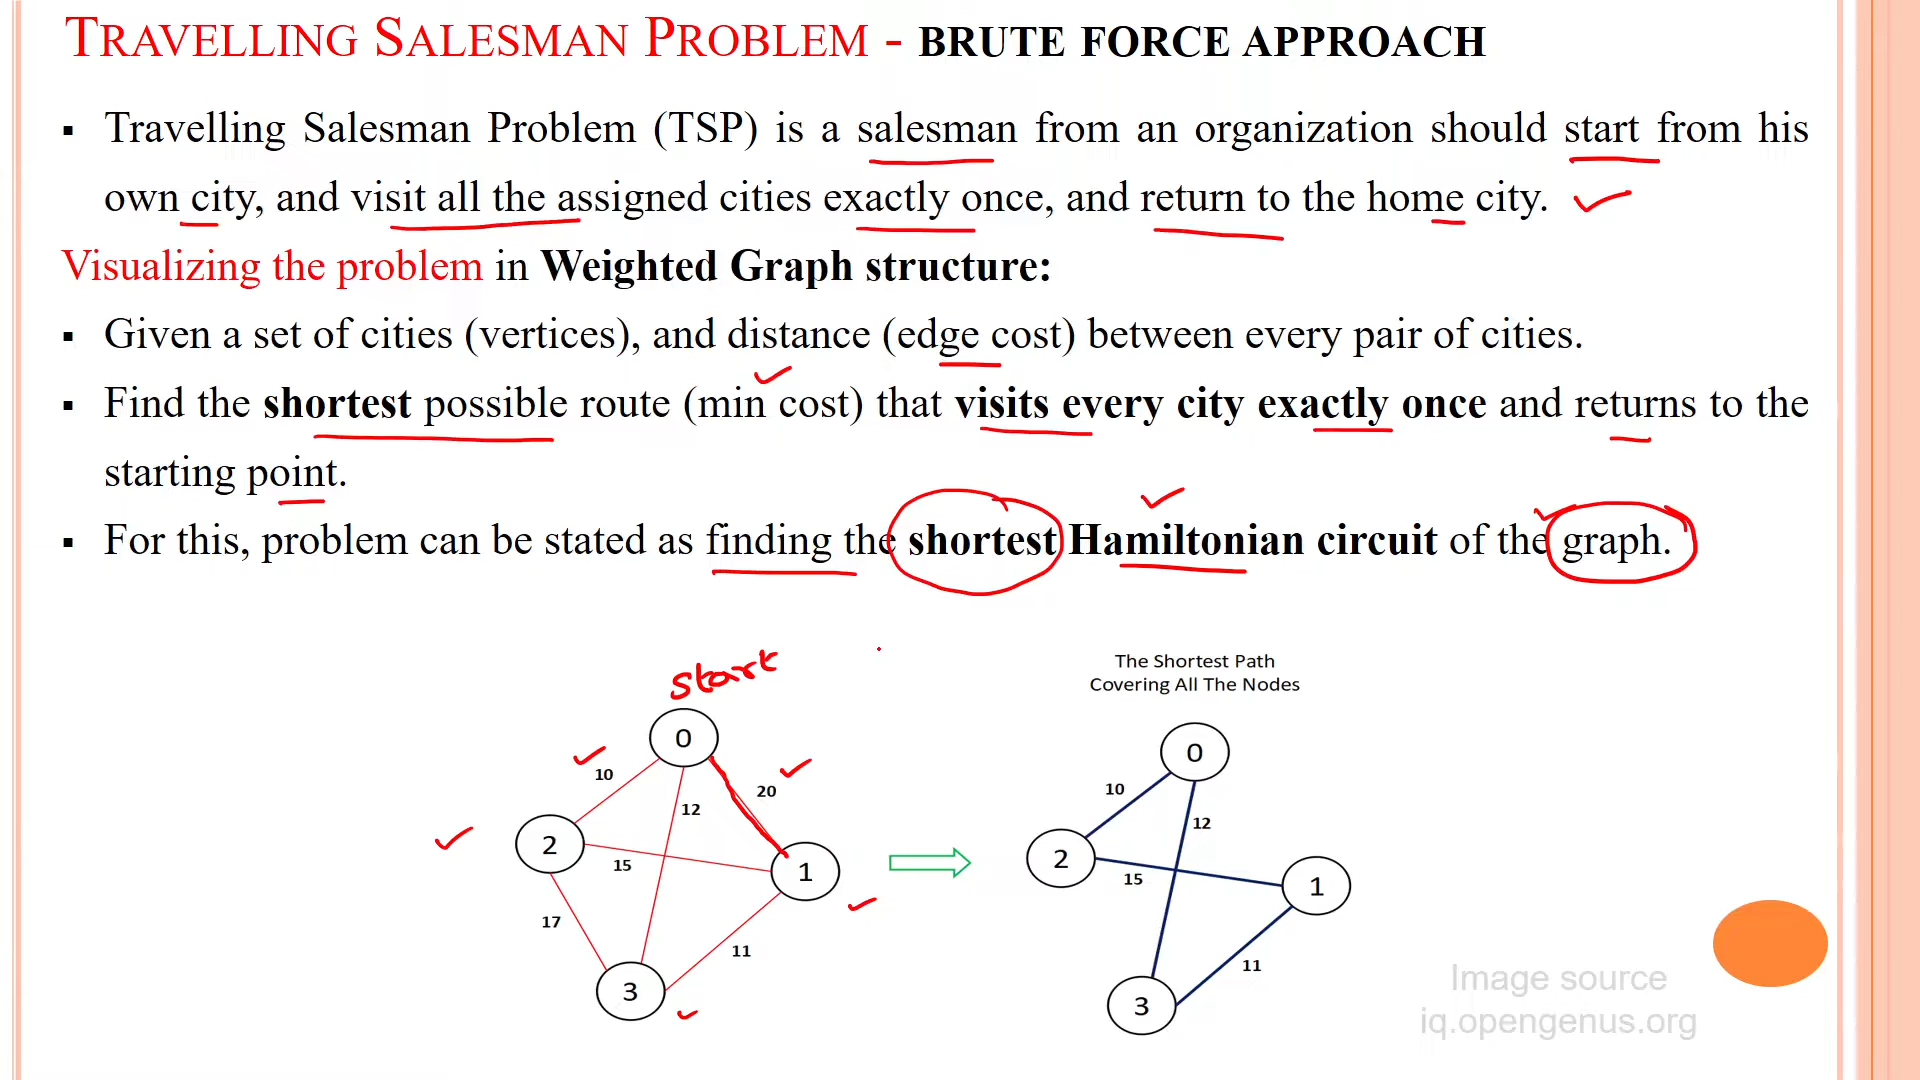 TRAVELLING SALESMAN PROBLEM - BRUTE FORCE APPROACH
▪ Travelling Salesman Problem (TSP) is a salesman from an organization should start from his
own city, and visit all the assigned cities exactly once, and return to the home city.
Visualizing the problem in Weighted Graph structure:
▪ Given a set of cities (vertices), and distance (edge cost) between every pair of cities.
▪ Find the shortest possible route (min cost) that visits every city exactly once and returns to the
starting point.
▪ For this, problem can be stated as finding the shortest Hamiltonian circuit of the graph.
start
0
10
20
12
2
15
1
17
11
3
The Shortest Path
Covering All The Nodes
0
10
12
2
15
1
11
3
Image source
iq.opengenus.org